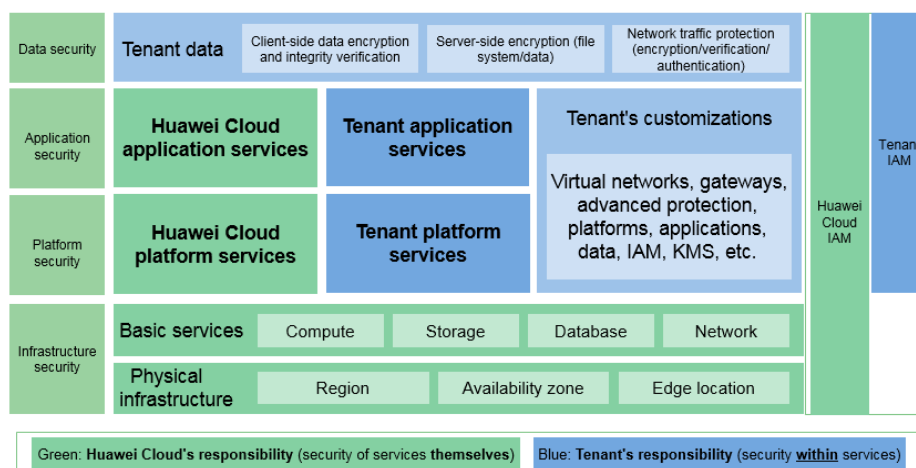 Data security
Tenant data
Client-side data encryption
and integrity verification
Server-side encryption (file
system/data)
Network traffic protection
(encryption/verification/
authentication)
Application
security
Huawei Cloud
application services
Tenant application
services
Tenant's customizations
Virtual networks, gateways,
advanced protection,
platforms, applications,
data, IAM, KMS, etc.
Platform
security
Huawei Cloud
platform services
Tenant platform
services
Huawei
Cloud
IAM
Tenant
IAM
Infrastructure
security
Basic services
Compute
Storage
Database
Network
Physical
infrastructure
Region
Availability zone
Edge location
Green: Huawei Cloud's responsibility (security of services themselves)
Blue: Tenant's responsibility (security within services)